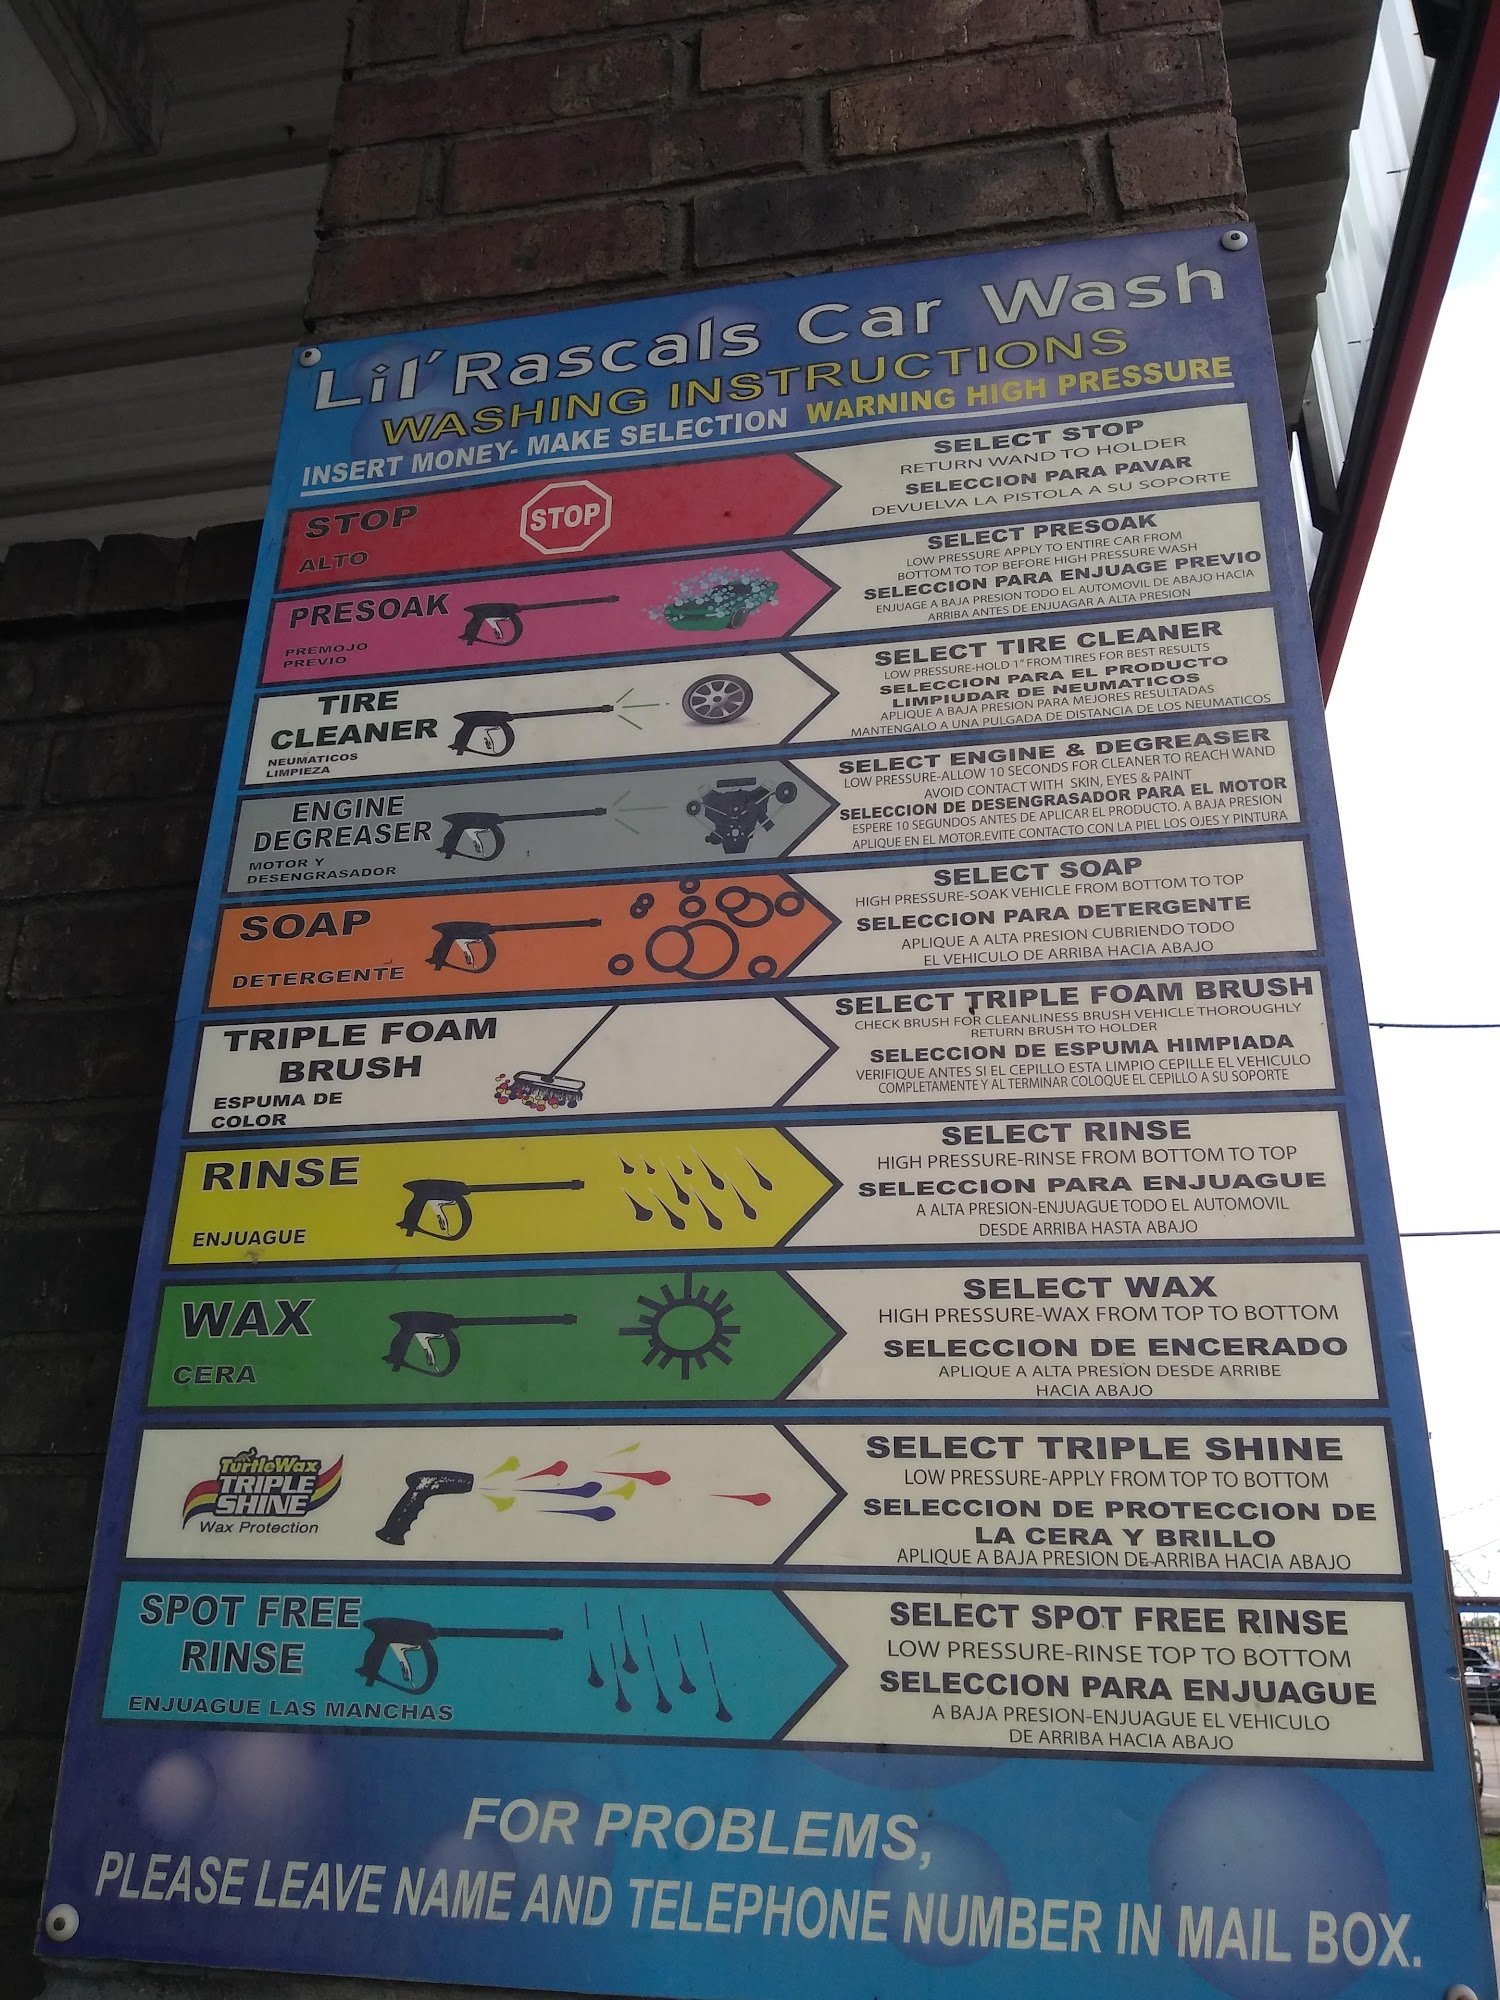 Lil' Rascals Car Wash
WASHING INSTRUCTIONS
INSERT MONEY- MAKE SELECTION WARNING HIGH PRESSURE
STOP
ALTO
STOP
SELECT STOP
RETURN WAND TO HOLDER
SELECCION PARA PAVAR
DEVUELVA LA PISTOLA A SU SOPORTE
PRESOAK
PREMOJO
PREVIO
SELECT PRESOAK
LOW PRESSURE APPLY TO ENTIRE CAR FROM
BOTTOM TO TOP BEFORE HIGH PRESSURE WASH
SELECCION PARA ENJUAGE PREVIO
ENJUAGE A BAJA PRESION TODO EL AUTOMOVIL DE ABAJO HACIA
ARRIBA ANTES DE ENJUAGAR A ALTA PRESION
TIRE
CLEANER
NEUMATICOS
LIMPIEZA
SELECT TIRE CLEANER
LOW PRESSURE-HOLD 1" FROM TIRES FOR BEST RESULTS
SELECCION PARA EL PRODUCTO
LIMPIUDAR DE NEUMATICOS
APLIQUE A BAJA PRESION PARA MEJORES RESULTADAS
MANTENGALO A UNA PULGADA DE DISTANCIA DE LOS NEUMATICOS
ENGINE
DEGREASER
MOTOR Y
DESENGRASADOR
SELECT ENGINE & DEGREASER
LOW PRESSURE-ALLOW 10 SECONDS FOR CLEANER TO REACH WAND
AVOID CONTACT WITH SKIN, EYES & PAINT
SELECCION DE DESENGRASADOR PARA EL MOTOR
ESPERE 10 SEGUNDOS ANTES DE APLICAR EL PRODUCTO. A BAJA PRESION
APLIQUE EN EL MOTOR.EVITE CONTACTO CON LA PIEL LOS OJES Y PINTURA
SOAP
DETERGENTE
SELECT SOAP
HIGH PRESSURE-SOAK VEHICLE FROM BOTTOM TO TOP
SELECCION PARA DETERGENTE
APLIQUE A ALTA PRESION CUBRIENDO TODO
EL VEHICULO DE ARRIBA HACIA ABAJO
TRIPLE FOAM
BRUSH
ESPUMA DE
COLOR
SELECT TRIPLE FOAM BRUSH
CHECK BRUSH FOR CLEANLINESS BRUSH VEHICLE THOROUGHLY
RETURN BRUSH TO HOLDER
SELECCION DE ESPUMA HIMPIADA
VERIFIQUE ANTES SI EL CEPILLO ESTA LIMPIO CEPILLE EL VEHICULO
COMPLETAMENTE Y AL TERMINAR COLOQUE EL CEPILLO A SU SOPORTE
RINSE
ENJUAGUE
SELECT RINSE
HIGH PRESSURE-RINSE FROM BOTTOM TO TOP
SELECCION PARA ENJUAGUE
A ALTA PRESION-ENJUAGUE TODO EL AUTOMOVIL
DESDE ARRIBA HASTA ABAJO
WAX
CERA
SELECT WAX
HIGH PRESSURE-WAX FROM TOP TO BOTTOM
SELECCION DE ENCERADO
APLIQUE A ALTA PRESION DESDE ARRIBE
HACIA ABAJO
TurtleWax
TRIPLE
SHINE
Wax Protection
SELECT TRIPLE SHINE
LOW PRESSURE-APPLY FROM TOP TO BOTTOM
SELECCION DE PROTECCION DE
LA CERA Y BRILLO
APLIQUE A BAJA PRESION DE ARRIBA HACIA ABAJO
SPOT FREE
RINSE
ENJUAGUE LAS MANCHAS
SELECT SPOT FREE RINSE
LOW PRESSURE-RINSE TOP TO BOTTOM
SELECCION PARA ENJUAGUE
A BAJA PRESION-ENJUAGUE EL VEHICULO
DE ARRIBA HACIA ABAJO
FOR PROBLEMS,
PLEASE LEAVE NAME AND TELEPHONE NUMBER IN MAIL BOX.